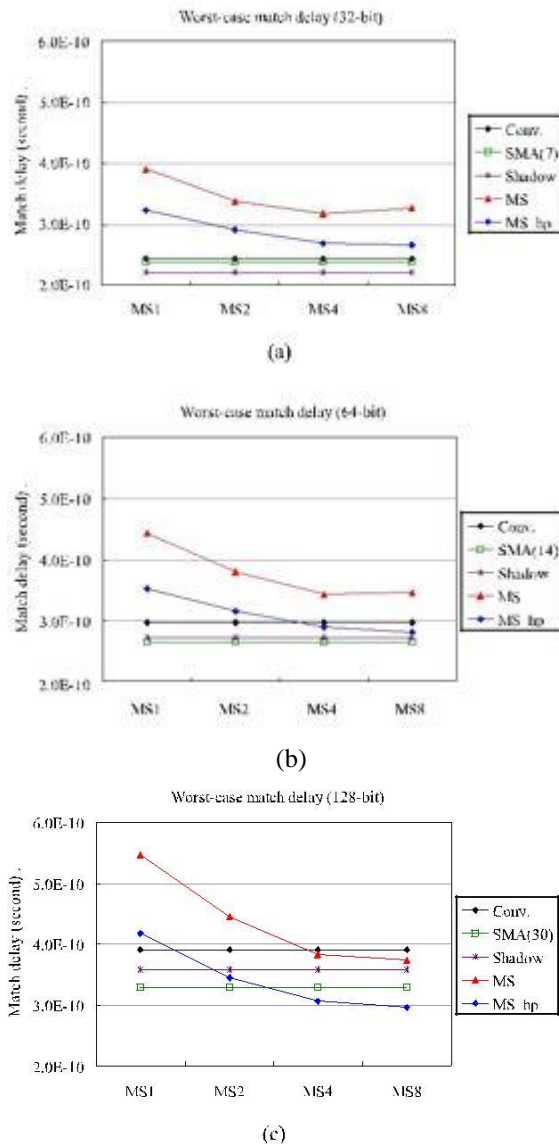 Worst-case match delay (32-bit)
6.0E-10
5.0E-10
4.0E-10
3.0E-10
2.0E-10
Match delay (second) .
MS1 MS2 MS4 MS8
Conv.
SMA(7)
Shadow
MS
MS_hp
(a)
Worst-case match delay (64-bit)
6.0E-10
5.0E-10
4.0E-10
3.0E-10
2.0E-10
Match delay (second) .
MS1 MS2 MS4 MS8
Conv.
SMA(14)
Shadow
MS
MS_hp
(b)
Worst-case match delay (128-bit)
6.0E-10
5.0E-10
4.0E-10
3.0E-10
2.0E-10
Match delay (second) .
MS1 MS2 MS4 MS8
Conv.
SMA(30)
Shadow
MS
MS_hp
(c)